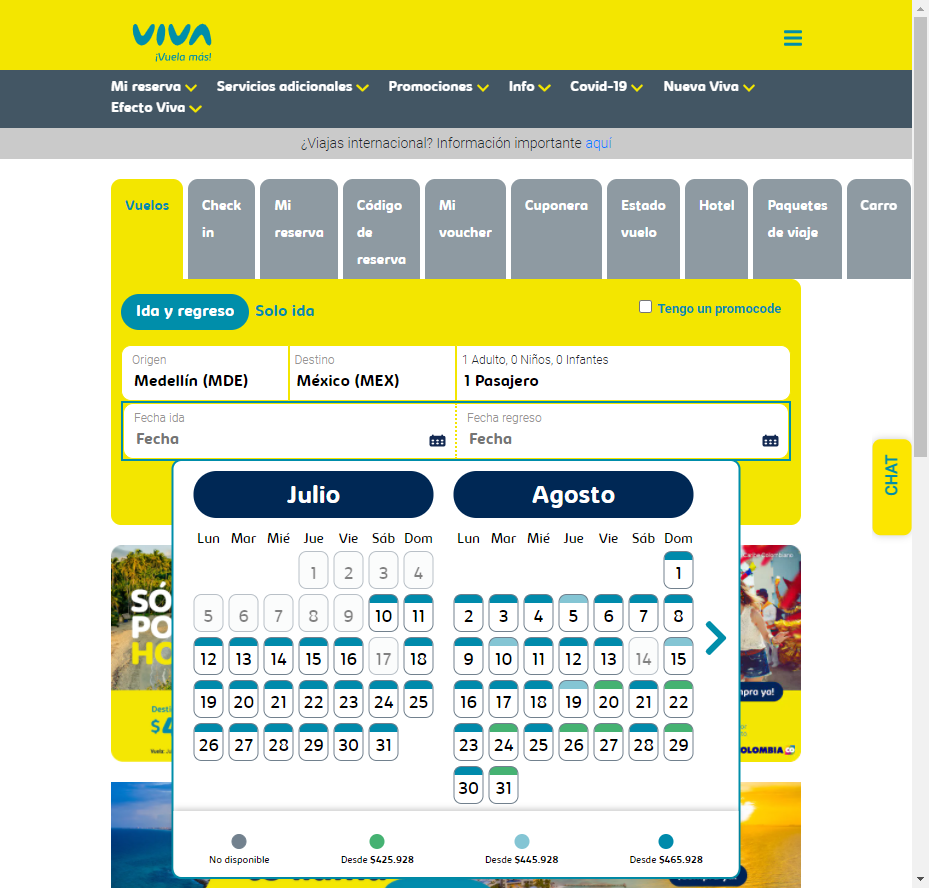 VIVA
¡Vuela más!
Mi reserva Servicios adicionales Promociones Info Covid-19 Nueva Viva
Efecto Viva
¿Viajas internacional? Información importante aquí
Vuelos Check in Mi reserva Código de reserva Mi voucher Cuponera Estado vuelo Hotel Paquetes de viaje Carro
Ida y regreso Solo ida Tengo un promocode
Origen Destino 1 Adulto, 0 Niños, 0 Infantes
Medellín (MDE) México (MEX) 1 Pasajero
Fecha ida Fecha regreso
Fecha Fecha
CHAT
Julio
Lun Mar Mié Jue Vie Sáb Dom
1 2 3 4
5 6 7 8 9 10 11
12 13 14 15 16 17 18
19 20 21 22 23 24 25
26 27 28 29 30 31
Agosto
Lun Mar Mié Jue Vie Sáb Dom
1
2 3 4 5 6 7 8
9 10 11 12 13 14 15
16 17 18 19 20 21 22
23 24 25 26 27 28 29
30 31
No disponible Desde $425.928 Desde $445.928 Desde $465.928